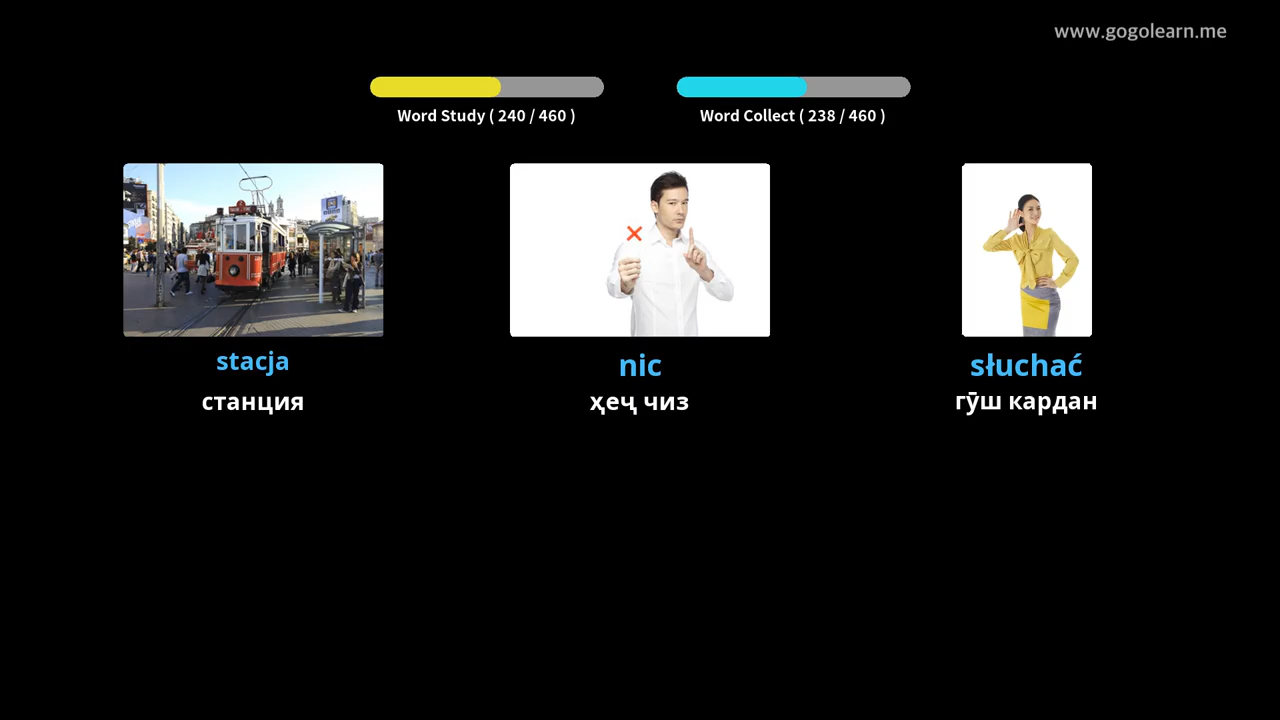 www.gogolearn.me
Word Study ( 240 / 460 )
Word Collect ( 238 / 460 )
stacja
nic
słuchać
станция
ҳеҷ чиз
гӯш кардан